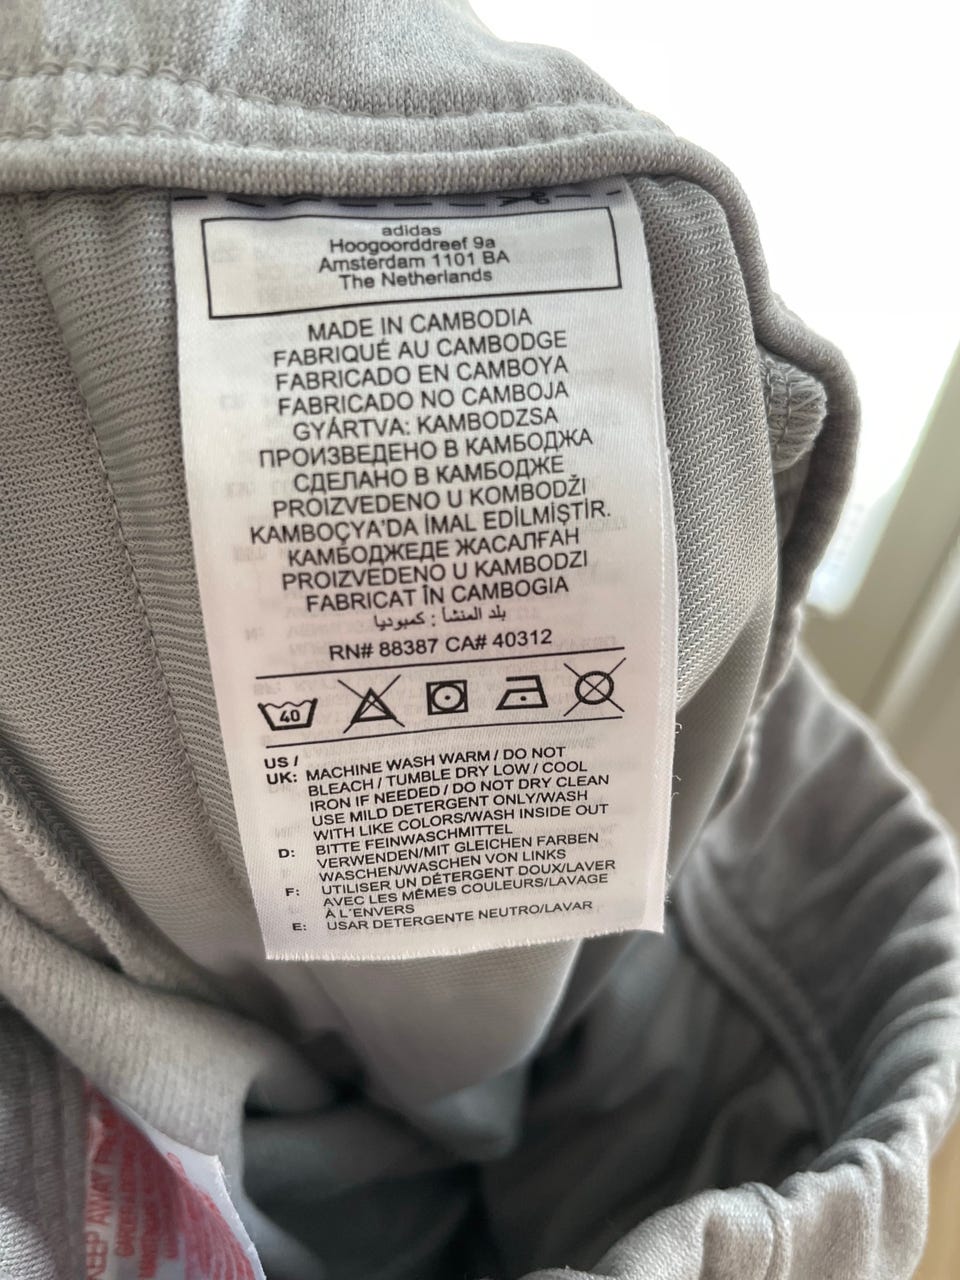 adidas
Hoogoorddreef 9a
Amsterdam 1101 BA
The Netherlands
MADE IN CAMBODIA
FABRIQUÉ AU CAMBODGE
FABRICADO EN CAMBOYA
FABRICADO NO CAMBOJA
GYÁRTVA: KAMBODZSA
ПРОИЗВЕДЕНО В КАМБОДЖА
СДЕЛАНО В КАМБОДЖЕ
PROIZVEDENO U KOMBODŽI
KAMBOÇYA'DA İMAL EDİLMİŞTİR.
КАМБОДЖЕДЕ ЖАСАЛҒАН
PROIZVEDENO U KAMBODZI
FABRICAT ÎN CAMBOGIA
بلد المنشأ : كمبوديا
RN# 88387 CA# 40312
40
US /
UK: MACHINE WASH WARM / DO NOT
BLEACH / TUMBLE DRY LOW / COOL
IRON IF NEEDED / DO NOT DRY CLEAN
USE MILD DETERGENT ONLY/WASH
WITH LIKE COLORS/WASH INSIDE OUT
D: BITTE FEINWASCHMITTEL
VERWENDEN/MIT GLEICHEN FARBEN
WASCHEN/WASCHEN VON LINKS
F: UTILISER UN DÉTERGENT DOUX/LAVER
AVEC LES MÊMES COULEURS/LAVAGE
À L'ENVERS
E: USAR DETERGENTE NEUTRO/LAVAR
KEEP AWAY